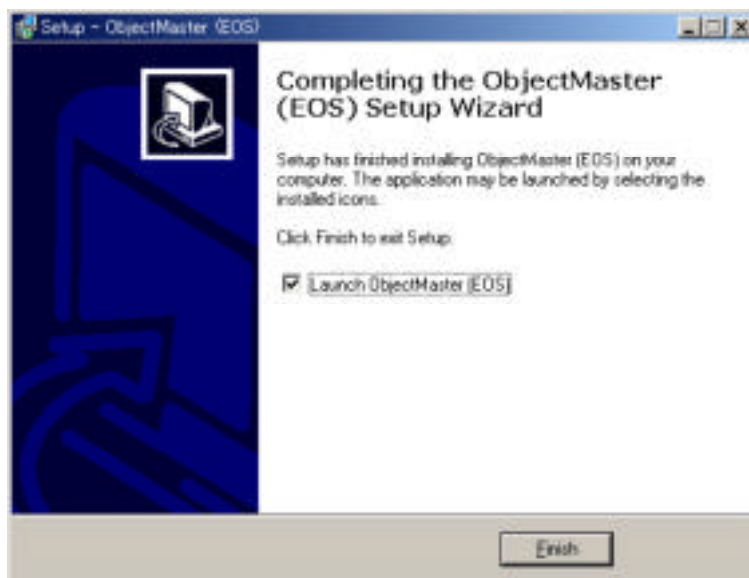 Setup - ObjectMaster (EOS)
Completing the ObjectMaster
(EOS) Setup Wizard
Setup has finished installing ObjectMaster (EOS) on your
computer. The application may be launched by selecting the
installed icons.
Click Finish to exit Setup.
Launch ObjectMaster (EOS)
Finish